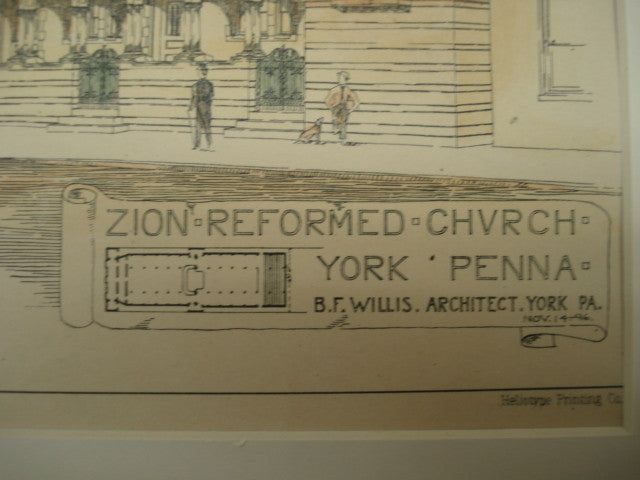 ZION·REFORMED·CHVRCH·
YORK · PENNA·
B.F. WILLIS. ARCHITECT. YORK PA.
NOV. 14-96.
Heliotype Printing Co.